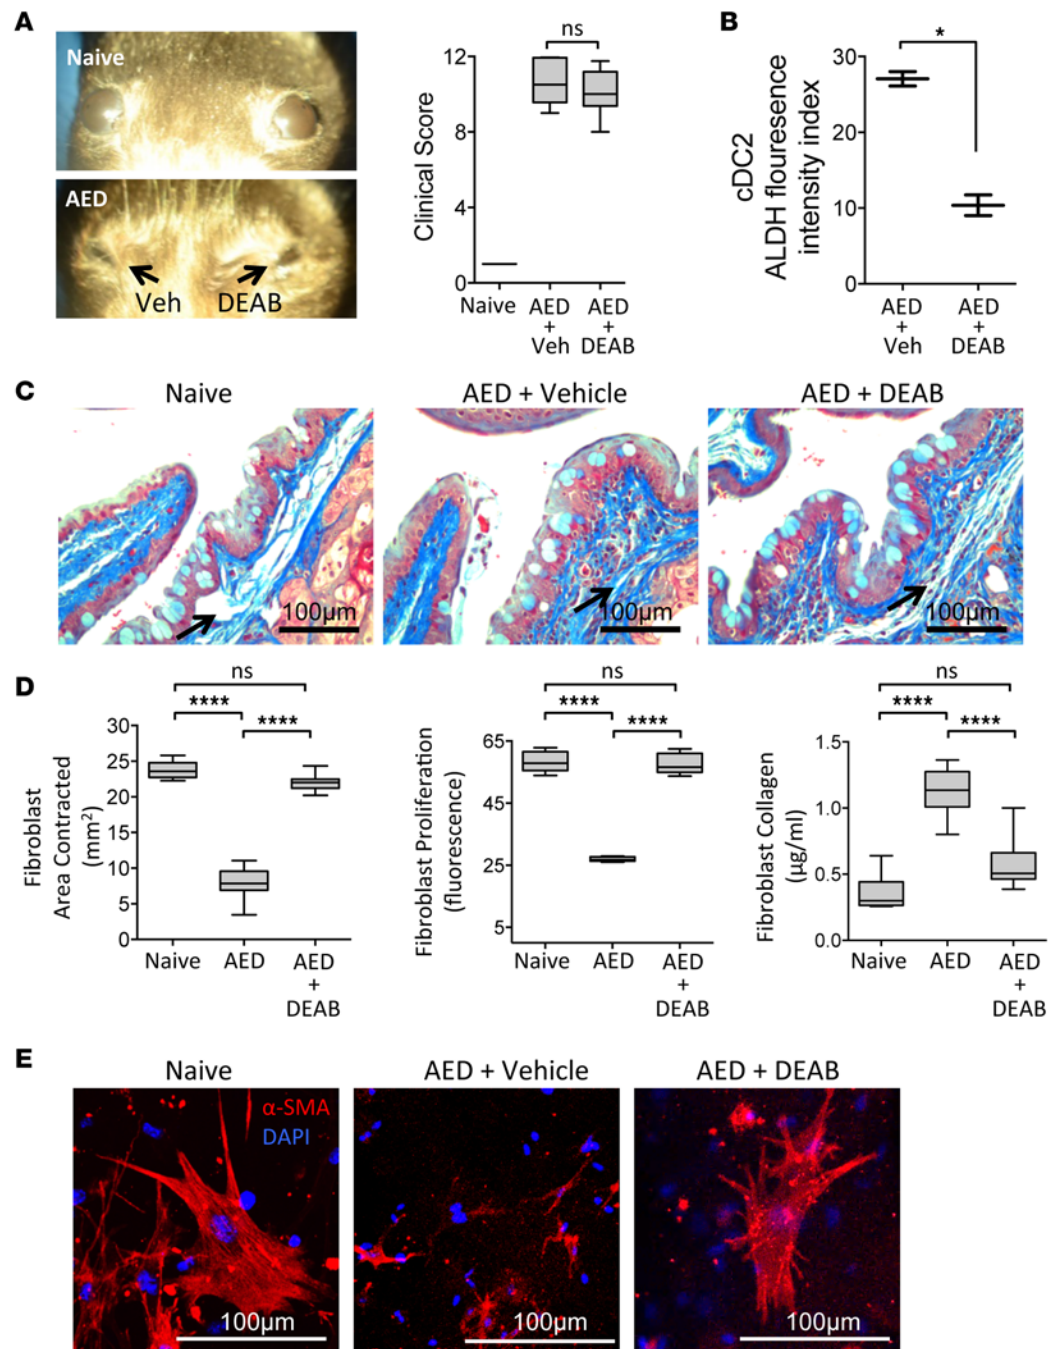 A
Naive
AED
Veh
DEAB
ns
Clinical Score
12
8
4
0
Naive
AED
+
Veh
AED
+
DEAB
B
*
cDC2
ALDH flouresence
intensity index
30
20
10
0
AED
+
Veh
AED
+
DEAB
C
Naive
AED + Vehicle
AED + DEAB
100µm
100µm
100µm
D
ns
****
****
Fibroblast
Area Contracted
(mm²)
30
25
20
15
10
5
0
Naive
AED
AED
+
DEAB
ns
****
****
Fibroblast Proliferation
(fluorescence)
65
45
25
5
Naive
AED
AED
+
DEAB
ns
****
****
Fibroblast Collagen
(µg/ml)
1.5
1.0
0.5
0.0
Naive
AED
AED
+
DEAB
E
Naive
AED + Vehicle
AED + DEAB
α-SMA
DAPI
100µm
100µm
100µm